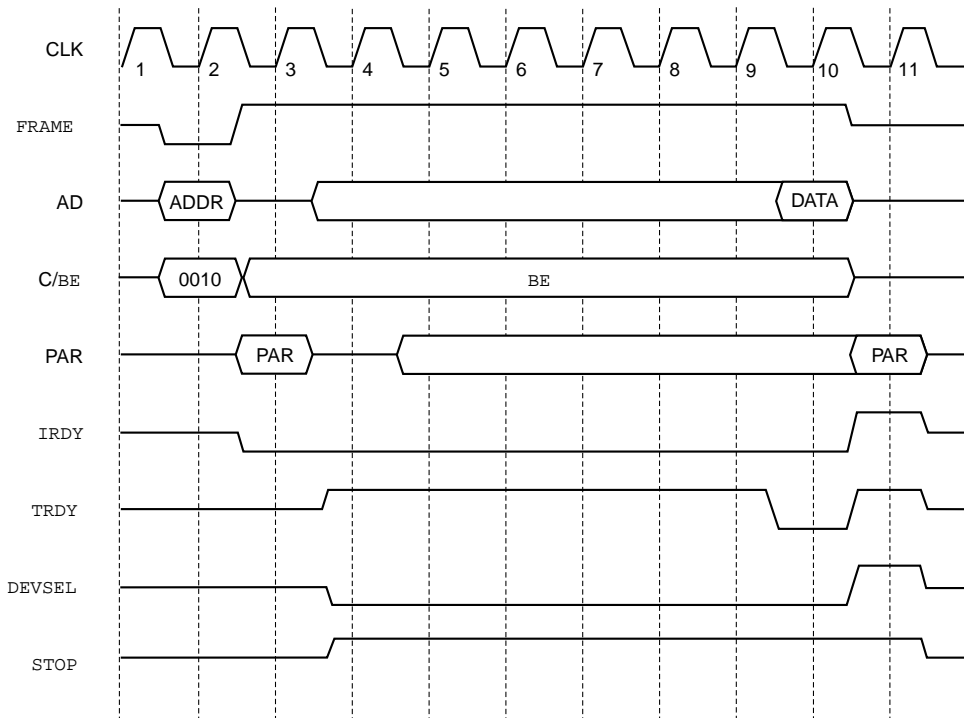 CLK
1 2 3 4 5 6 7 8 9 10 11
FRAME
AD
ADDR
DATA
C/BE
0010
BE
PAR
PAR
PAR
IRDY
TRDY
DEVSEL
STOP